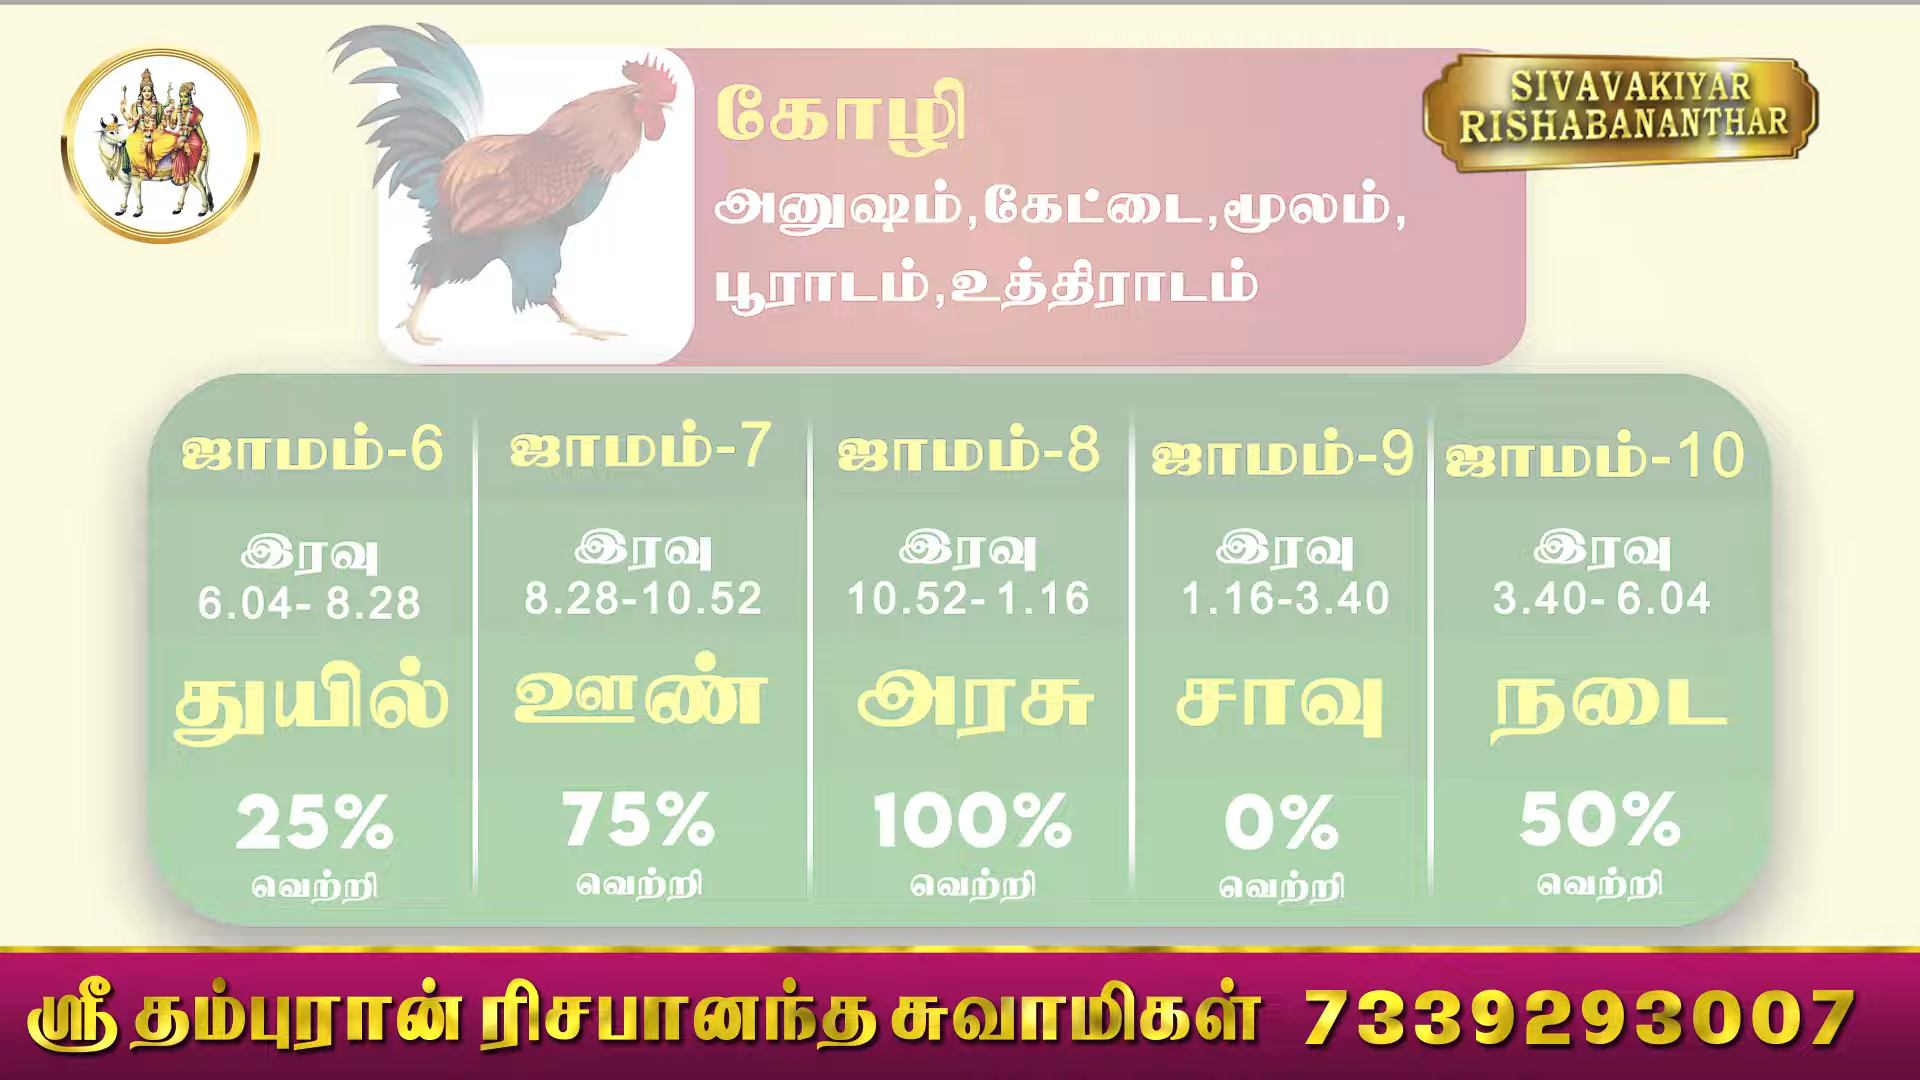 SIVAVAKIYAR
RISHABANANTHAR
கோழி
அனுஷம்,கேட்டை,மூலம்,
பூராடம்,உத்திராடம்
ஜாமம்-6
இரவு
6.04- 8.28
துயில்
25%
வெற்றி
ஜாமம்-7
இரவு
8.28-10.52
ஊண்
75%
வெற்றி
ஜாமம்-8
இரவு
10.52- 1.16
அரசு
100%
வெற்றி
ஜாமம்-9
இரவு
1.16-3.40
சாவு
0%
வெற்றி
ஜாமம்-10
இரவு
3.40- 6.04
நடை
50%
வெற்றி
ஸ்ரீ தம்புரான் ரிசபானந்த சுவாமிகள் 7339293007